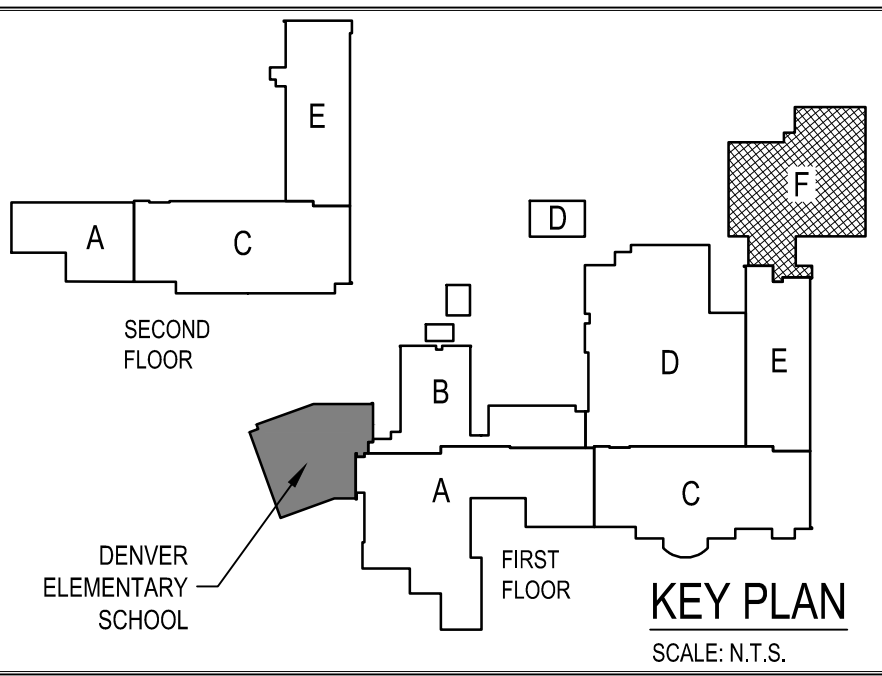 E
A
C
SECOND
FLOOR
F
D
D
E
B
A
C
DENVER
ELEMENTARY
SCHOOL
FIRST
FLOOR
KEY PLAN
SCALE: N.T.S.